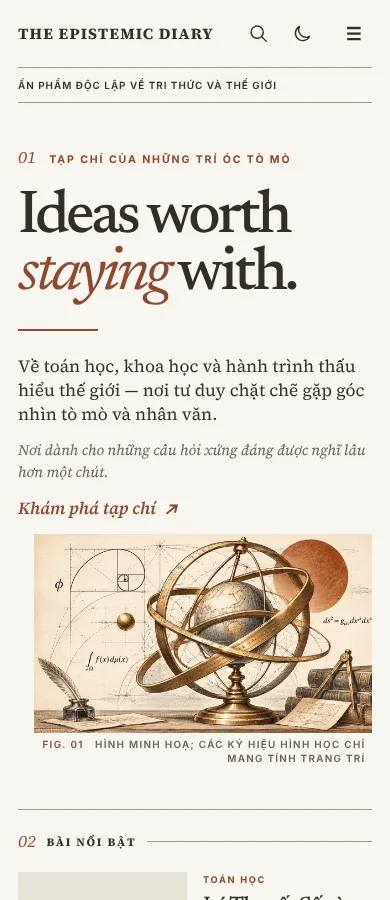 THE EPISTEMIC DIARY
ẤN PHẨM ĐỘC LẬP VỀ TRI THỨC VÀ THẾ GIỚI
01 TẠP CHÍ CỦA NHỮNG TRÍ ÓC TÒ MÒ
Ideas worth
staying with.
Về toán học, khoa học và hành trình thấu
hiểu thế giới — nơi tư duy chặt chẽ gặp góc
nhìn tò mò và nhân văn.
Nơi dành cho những câu hỏi xứng đáng được nghĩ lâu
hơn một chút.
Khám phá tạp chí ↗
ϕ
∫Ω f(x)dμ(x)
FIG. 01 HÌNH MINH HOẠ; CÁC KÝ HIỆU HÌNH HỌC CHỈ
MANG TÍNH TRANG TRÍ
02 BÀI NỔI BẬT
TOÁN HỌC